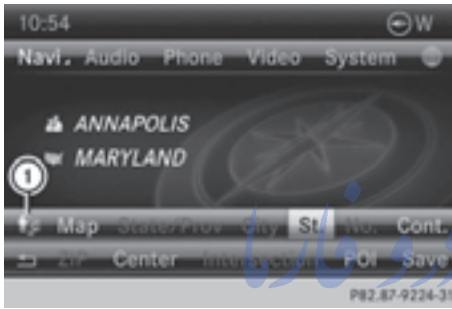 10:54 W
Navi. Audio Phone Video System
ANNAPOLIS
MARYLAND
1
Map State/Prov City St. No. Cont.
ZIP Center Intersection POI Save
P82.87-9224-31